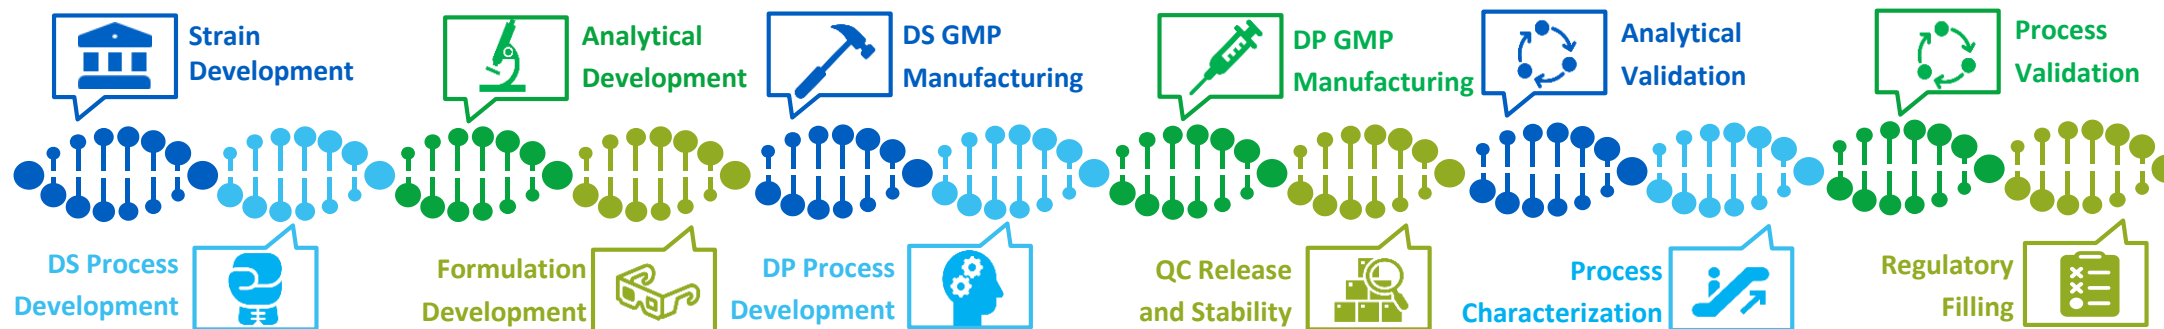 Strain
Development
Analytical
Development
DS GMP
Manufacturing
DP GMP
Manufacturing
Analytical
Validation
Process
Validation
DS Process
Development
Formulation
Development
DP Process
Development
QC Release
and Stability
Process
Characterization
Regulatory
Filling